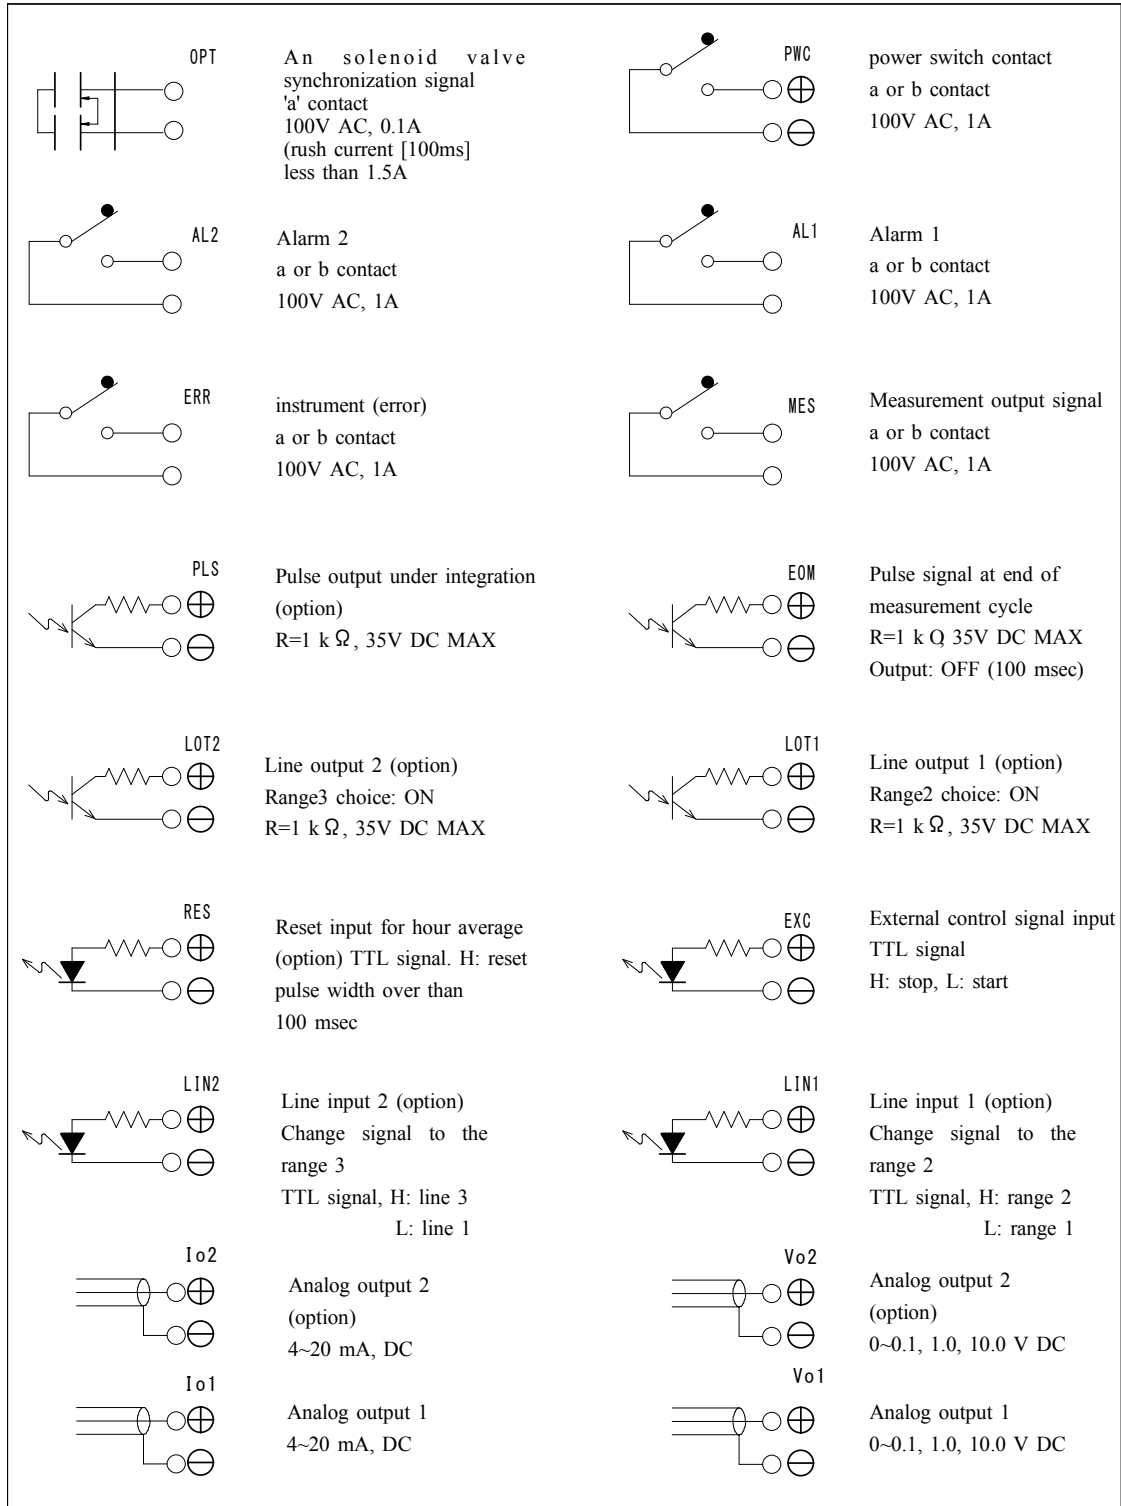 OPT
An solenoid valve
synchronization signal
'a' contact
100V AC, 0.1A
(rush current [100ms]
less than 1.5A
PWC
power switch contact
a or b contact
100V AC, 1A
AL2
Alarm 2
a or b contact
100V AC, 1A
AL1
Alarm 1
a or b contact
100V AC, 1A
ERR
instrument (error)
a or b contact
100V AC, 1A
MES
Measurement output signal
a or b contact
100V AC, 1A
PLS
Pulse output under integration
(option)
R=1 k Ω, 35V DC MAX
EOM
Pulse signal at end of
measurement cycle
R=1 k O, 35V DC MAX
Output: OFF (100 msec)
LOT2
Line output 2 (option)
Range3 choice: ON
R=1 k Ω, 35V DC MAX
LOT1
Line output 1 (option)
Range2 choice: ON
R=1 k Ω, 35V DC MAX
RES
Reset input for hour average
(option) TTL signal. H: reset
pulse width over than
100 msec
EXC
External control signal input
TTL signal
H: stop, L: start
LIN2
Line input 2 (option)
Change signal to the
range 3
TTL signal, H: line 3
L: line 1
LIN1
Line input 1 (option)
Change signal to the
range 2
TTL signal, H: range 2
L: range 1
Io2
Analog output 2
(option)
4~20 mA, DC
Vo2
Analog output 2
(option)
0~0.1, 1.0, 10.0 V DC
Io1
Analog output 1
4~20 mA, DC
Vo1
Analog output 1
0~0.1, 1.0, 10.0 V DC